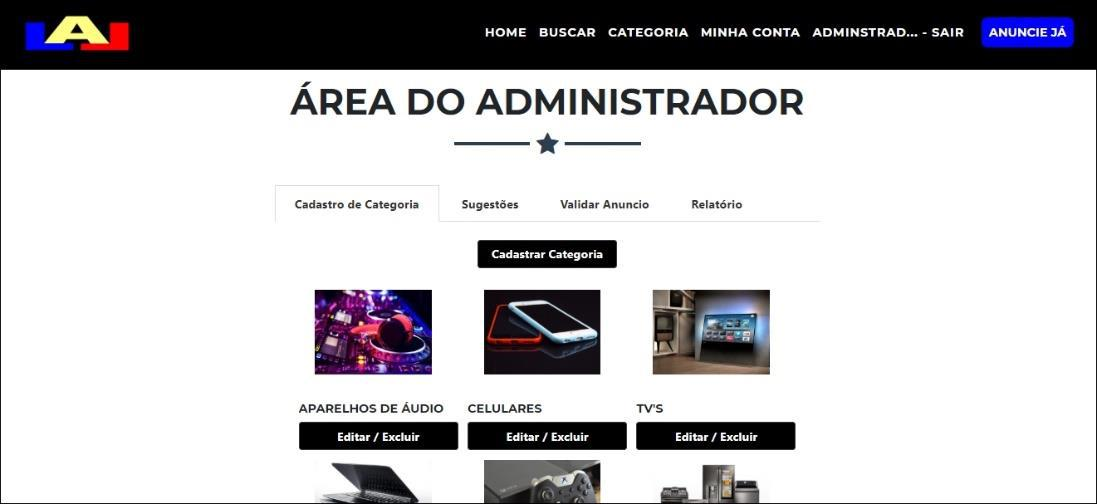 HOME BUSCAR CATEGORIA MINHA CONTA ADMINSTRAD... - SAIR ANUNCIE JÁ
ÁREA DO ADMINISTRADOR
Cadastro de Categoria Sugestões Validar Anuncio Relatório
Cadastrar Categoria
APARELHOS DE ÁUDIO CELULARES TV'S
Editar / Excluir Editar / Excluir Editar / Excluir